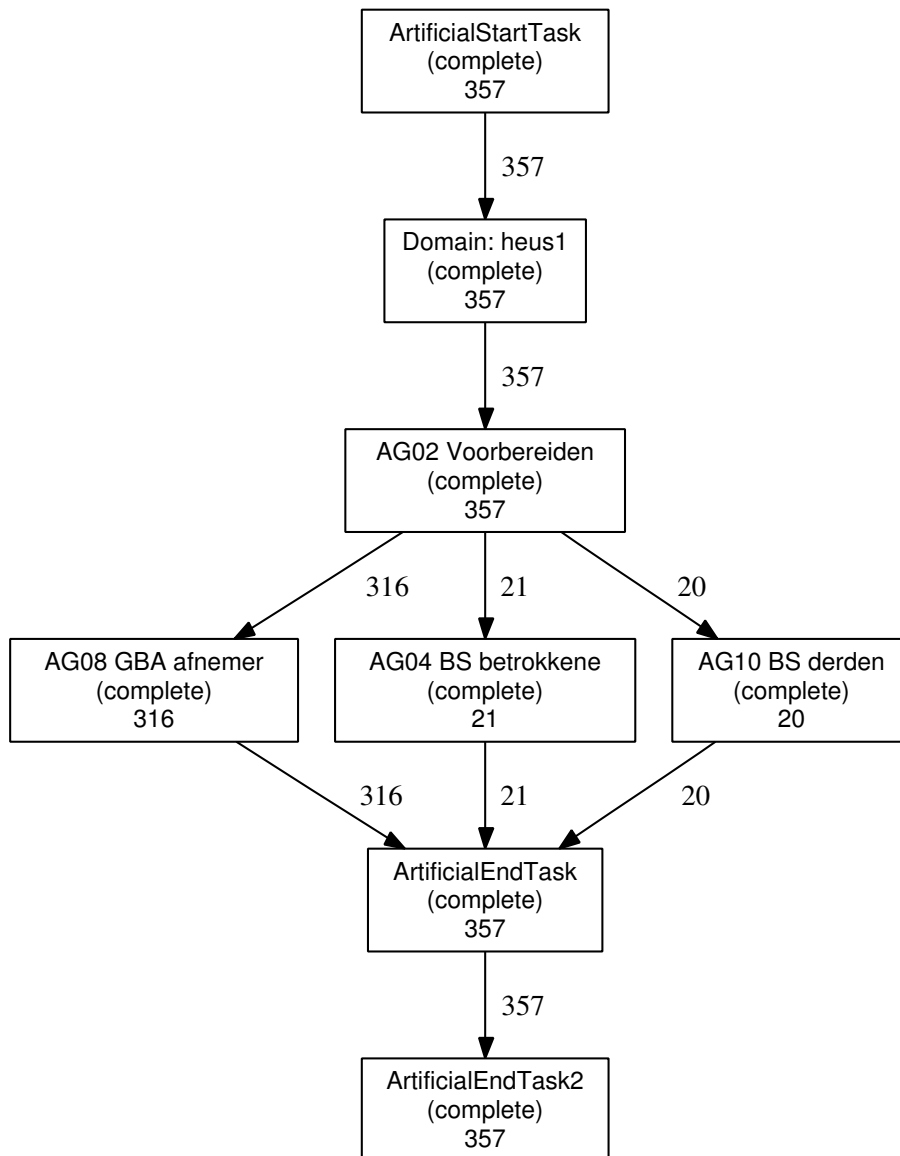 ArtificialStartTask
(complete)
357
357
Domain: heus1
(complete)
357
357
AG02 Voorbereiden
(complete)
357
316
21
20
AG08 GBA afnemer
(complete)
316
AG04 BS betrokkene
(complete)
21
AG10 BS derden
(complete)
20
316
21
20
ArtificialEndTask
(complete)
357
357
ArtificialEndTask2
(complete)
357